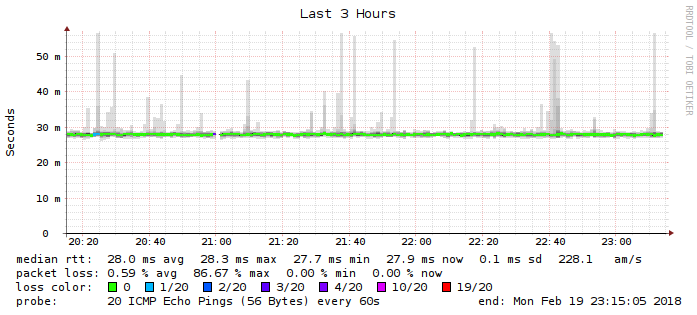 Last 3 Hours
RRDTOOL / TOBI OETIKER
Seconds
50 m
40 m
30 m
20 m
10 m
0
20:20 20:40 21:00 21:20 21:40 22:00 22:20 22:40 23:00
median rtt: 28.0 ms avg 28.3 ms max 27.7 ms min 27.9 ms now 0.1 ms sd 228.1 am/s
packet loss: 0.59 % avg 86.67 % max 0.00 % min 0.00 % now
loss color: 0 1/20 2/20 3/20 4/20 10/20 19/20
probe: 20 ICMP Echo Pings (56 Bytes) every 60s end: Mon Feb 19 23:15:05 2018